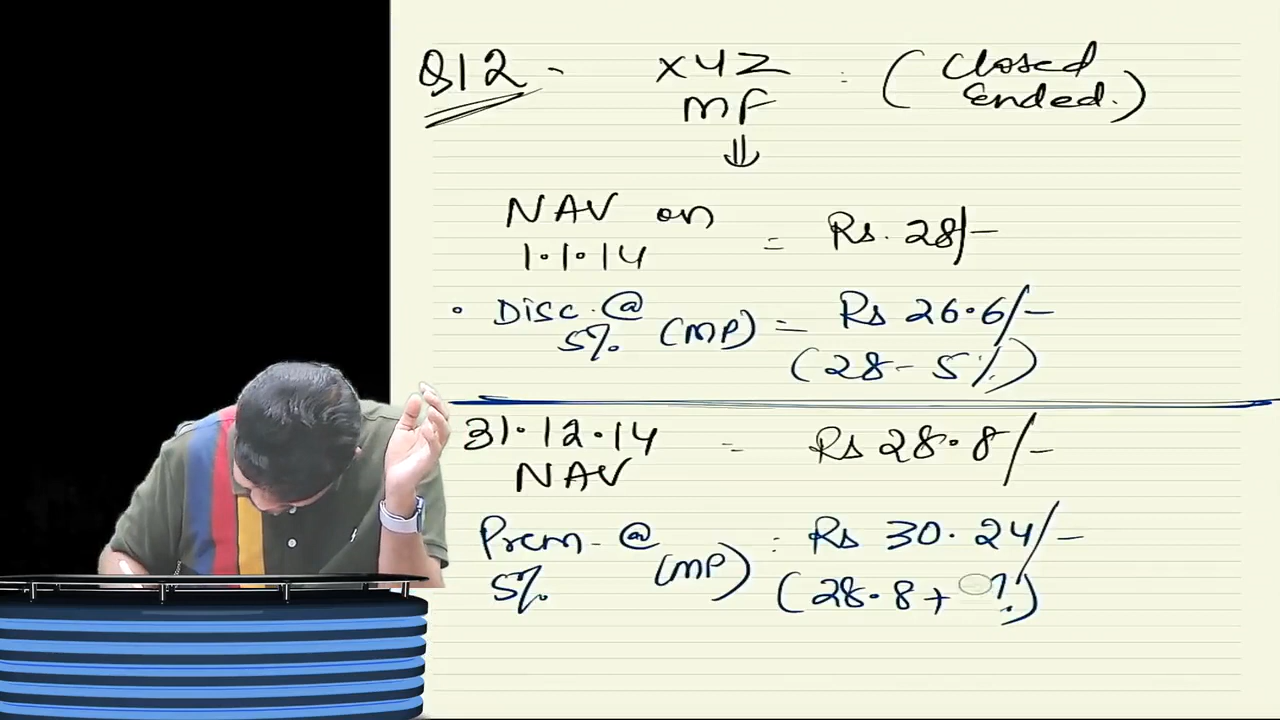 Q12 - XYZ : (Closed
MF Ended.)
⇓
NAV on
1.1.14 = Rs. 28/-
• Disc. @
5% (MP) = Rs 26.6/-
(28 - 5%)
31.12.14 = Rs 28.8/-
NAV
Prem. @
5% (MP) : Rs 30.24/-
(28.8 + %)